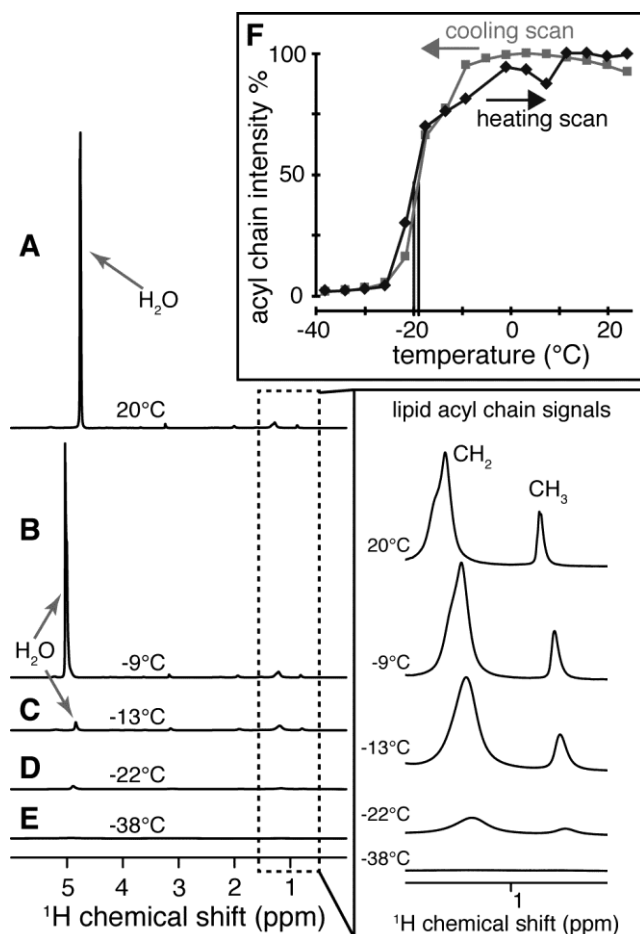 F
cooling scan
heating scan
acyl chain intensity %
100
50
0
-40
-20
0
20
temperature (°C)
A
H2O
20°C
B
H2O
-9°C
C
-13°C
D
-22°C
E
-38°C
5 4 3 2 1
¹H chemical shift (ppm)
lipid acyl chain signals
CH2
CH3
20°C
-9°C
-13°C
-22°C
-38°C
1
¹H chemical shift (ppm)